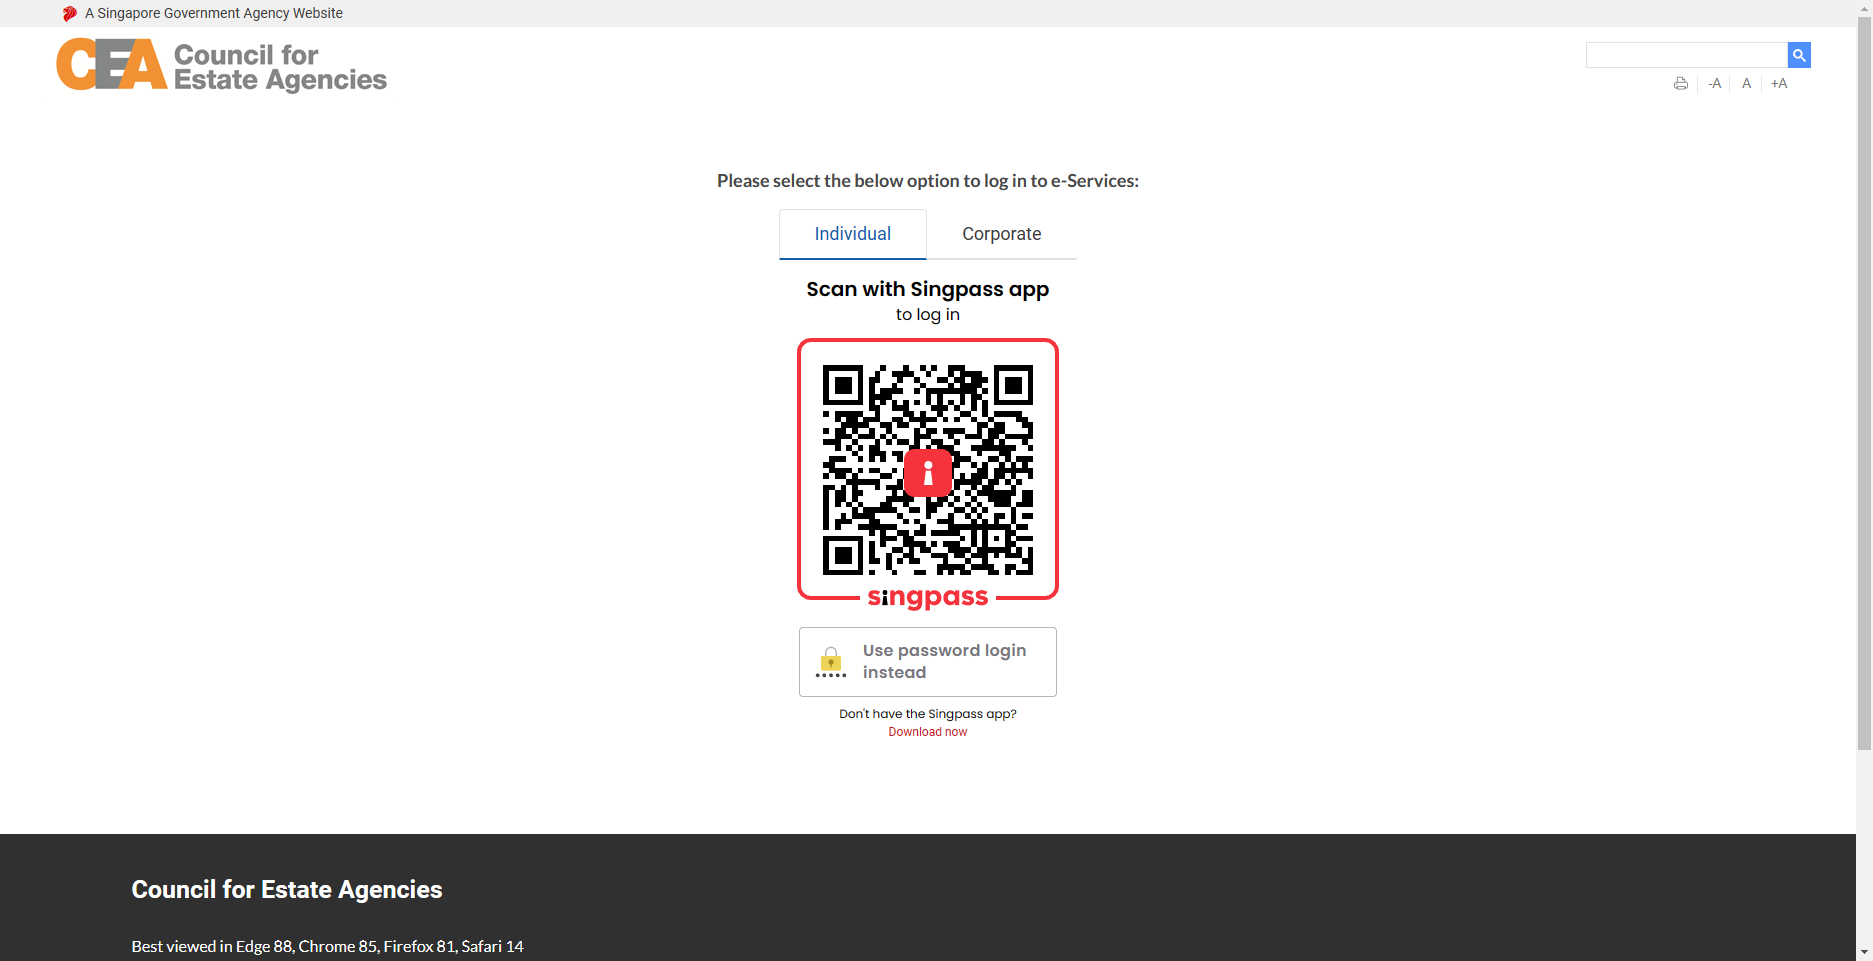 A Singapore Government Agency Website
CEA Council for
Estate Agencies
-A A +A
Please select the below option to log in to e-Services:
Individual Corporate
Scan with Singpass app
to log in
singpass
Use password login
instead
Don't have the Singpass app?
Download now
Council for Estate Agencies
Best viewed in Edge 88, Chrome 85, Firefox 81, Safari 14